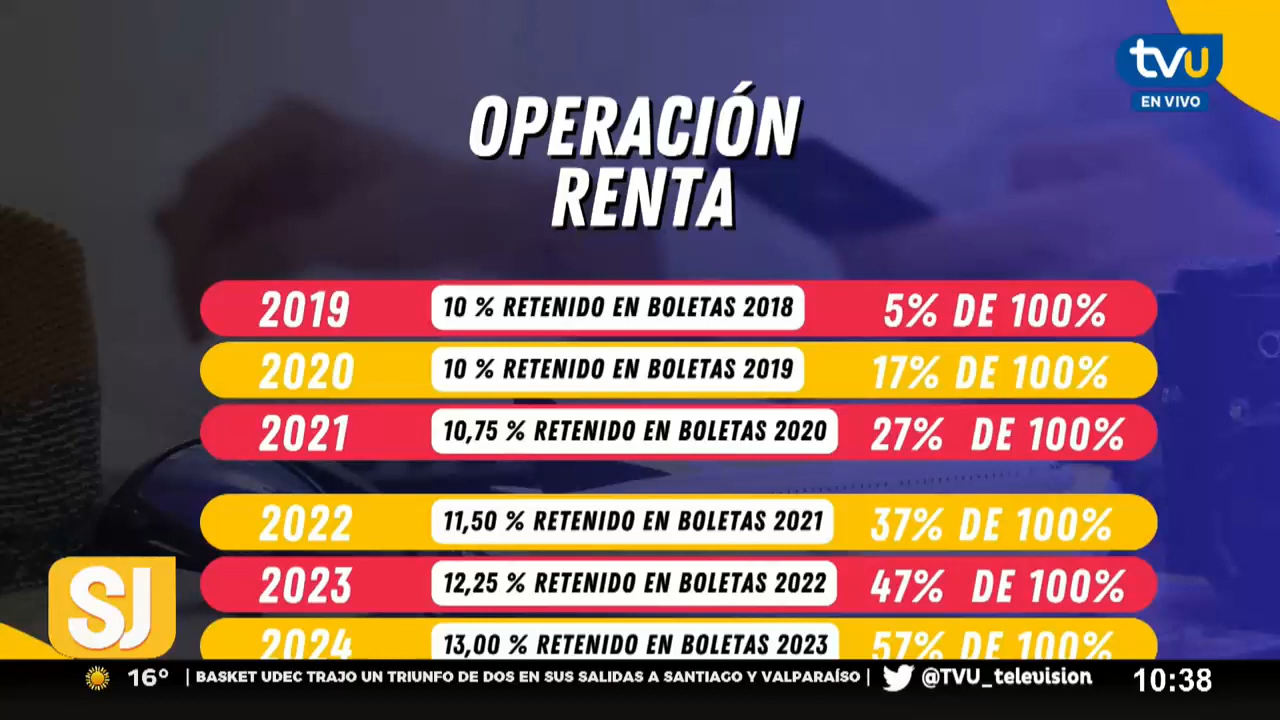 tvu
EN VIVO
OPERACIÓN
RENTA
2019 10 % RETENIDO EN BOLETAS 2018 5% DE 100%
2020 10 % RETENIDO EN BOLETAS 2019 17% DE 100%
2021 10,75 % RETENIDO EN BOLETAS 2020 27% DE 100%
2022 11,50 % RETENIDO EN BOLETAS 2021 37% DE 100%
2023 12,25 % RETENIDO EN BOLETAS 2022 47% DE 100%
2024 13,00 % RETENIDO EN BOLETAS 2023 57% DE 100%
SJ
16° | BASKET UDEC TRAJO UN TRIUNFO DE DOS EN SUS SALIDAS A SANTIAGO Y VALPARAÍSO | @TVU_television 10:38